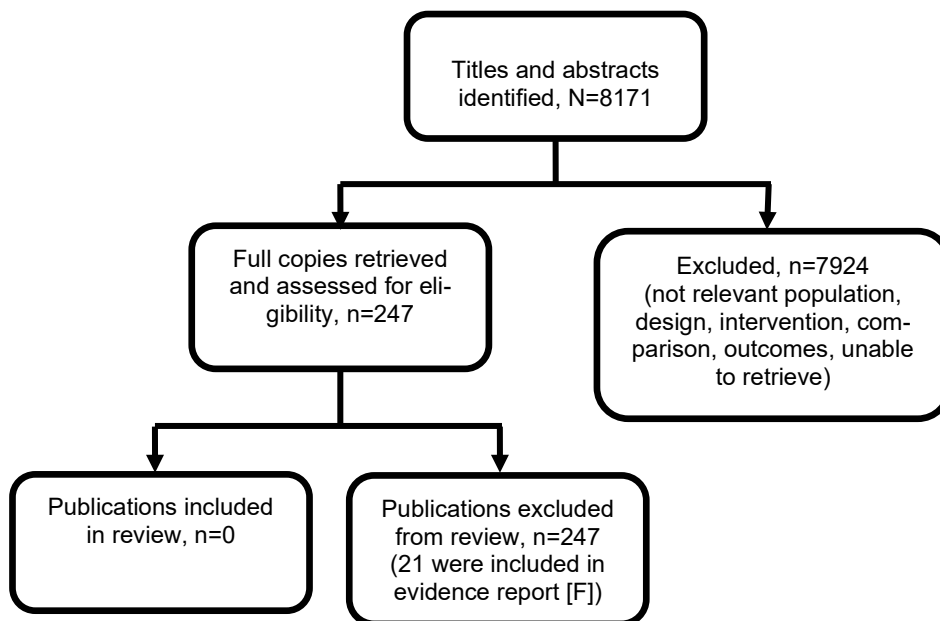 Titles and abstracts
identified, N=8171
Full copies retrieved
and assessed for eli-
gibility, n=247
Excluded, n=7924
(not relevant population,
design, intervention, com-
parison, outcomes, unable
to retrieve)
Publications included
in review, n=0
Publications excluded
from review, n=247
(21 were included in
evidence report [F])